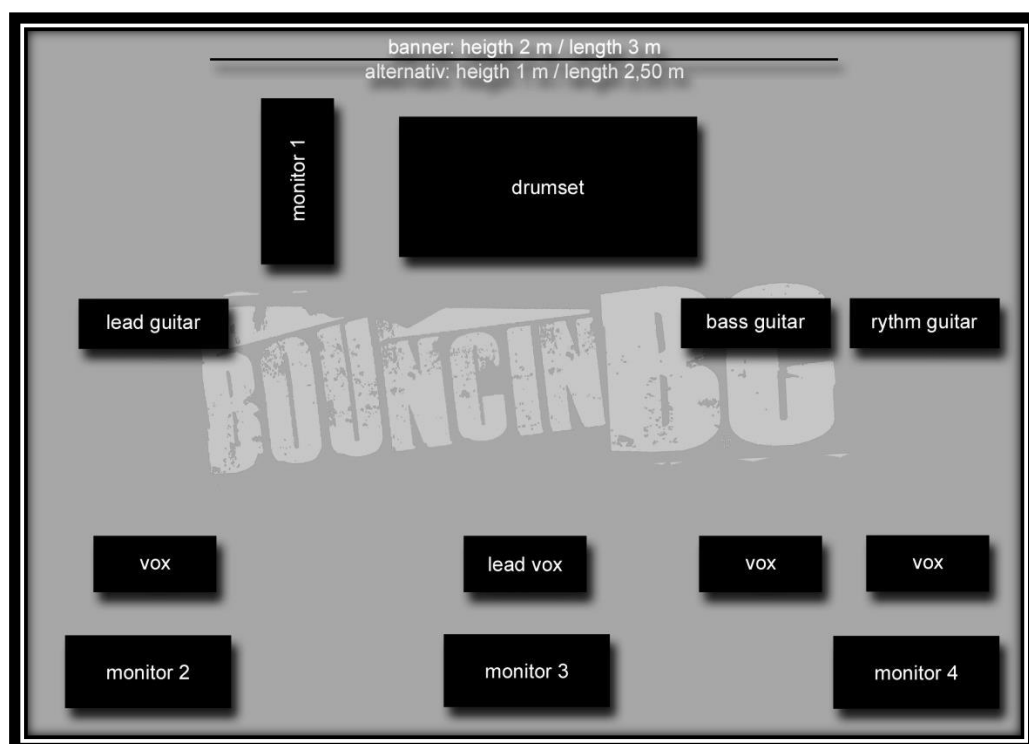 banner: heigth 2 m / length 3 m
alternativ: heigth 1 m / length 2,50 m
monitor 1
drumset
lead guitar
bass guitar
rythm guitar
BOUNCINBC
vox
lead vox
vox
vox
monitor 2
monitor 3
monitor 4